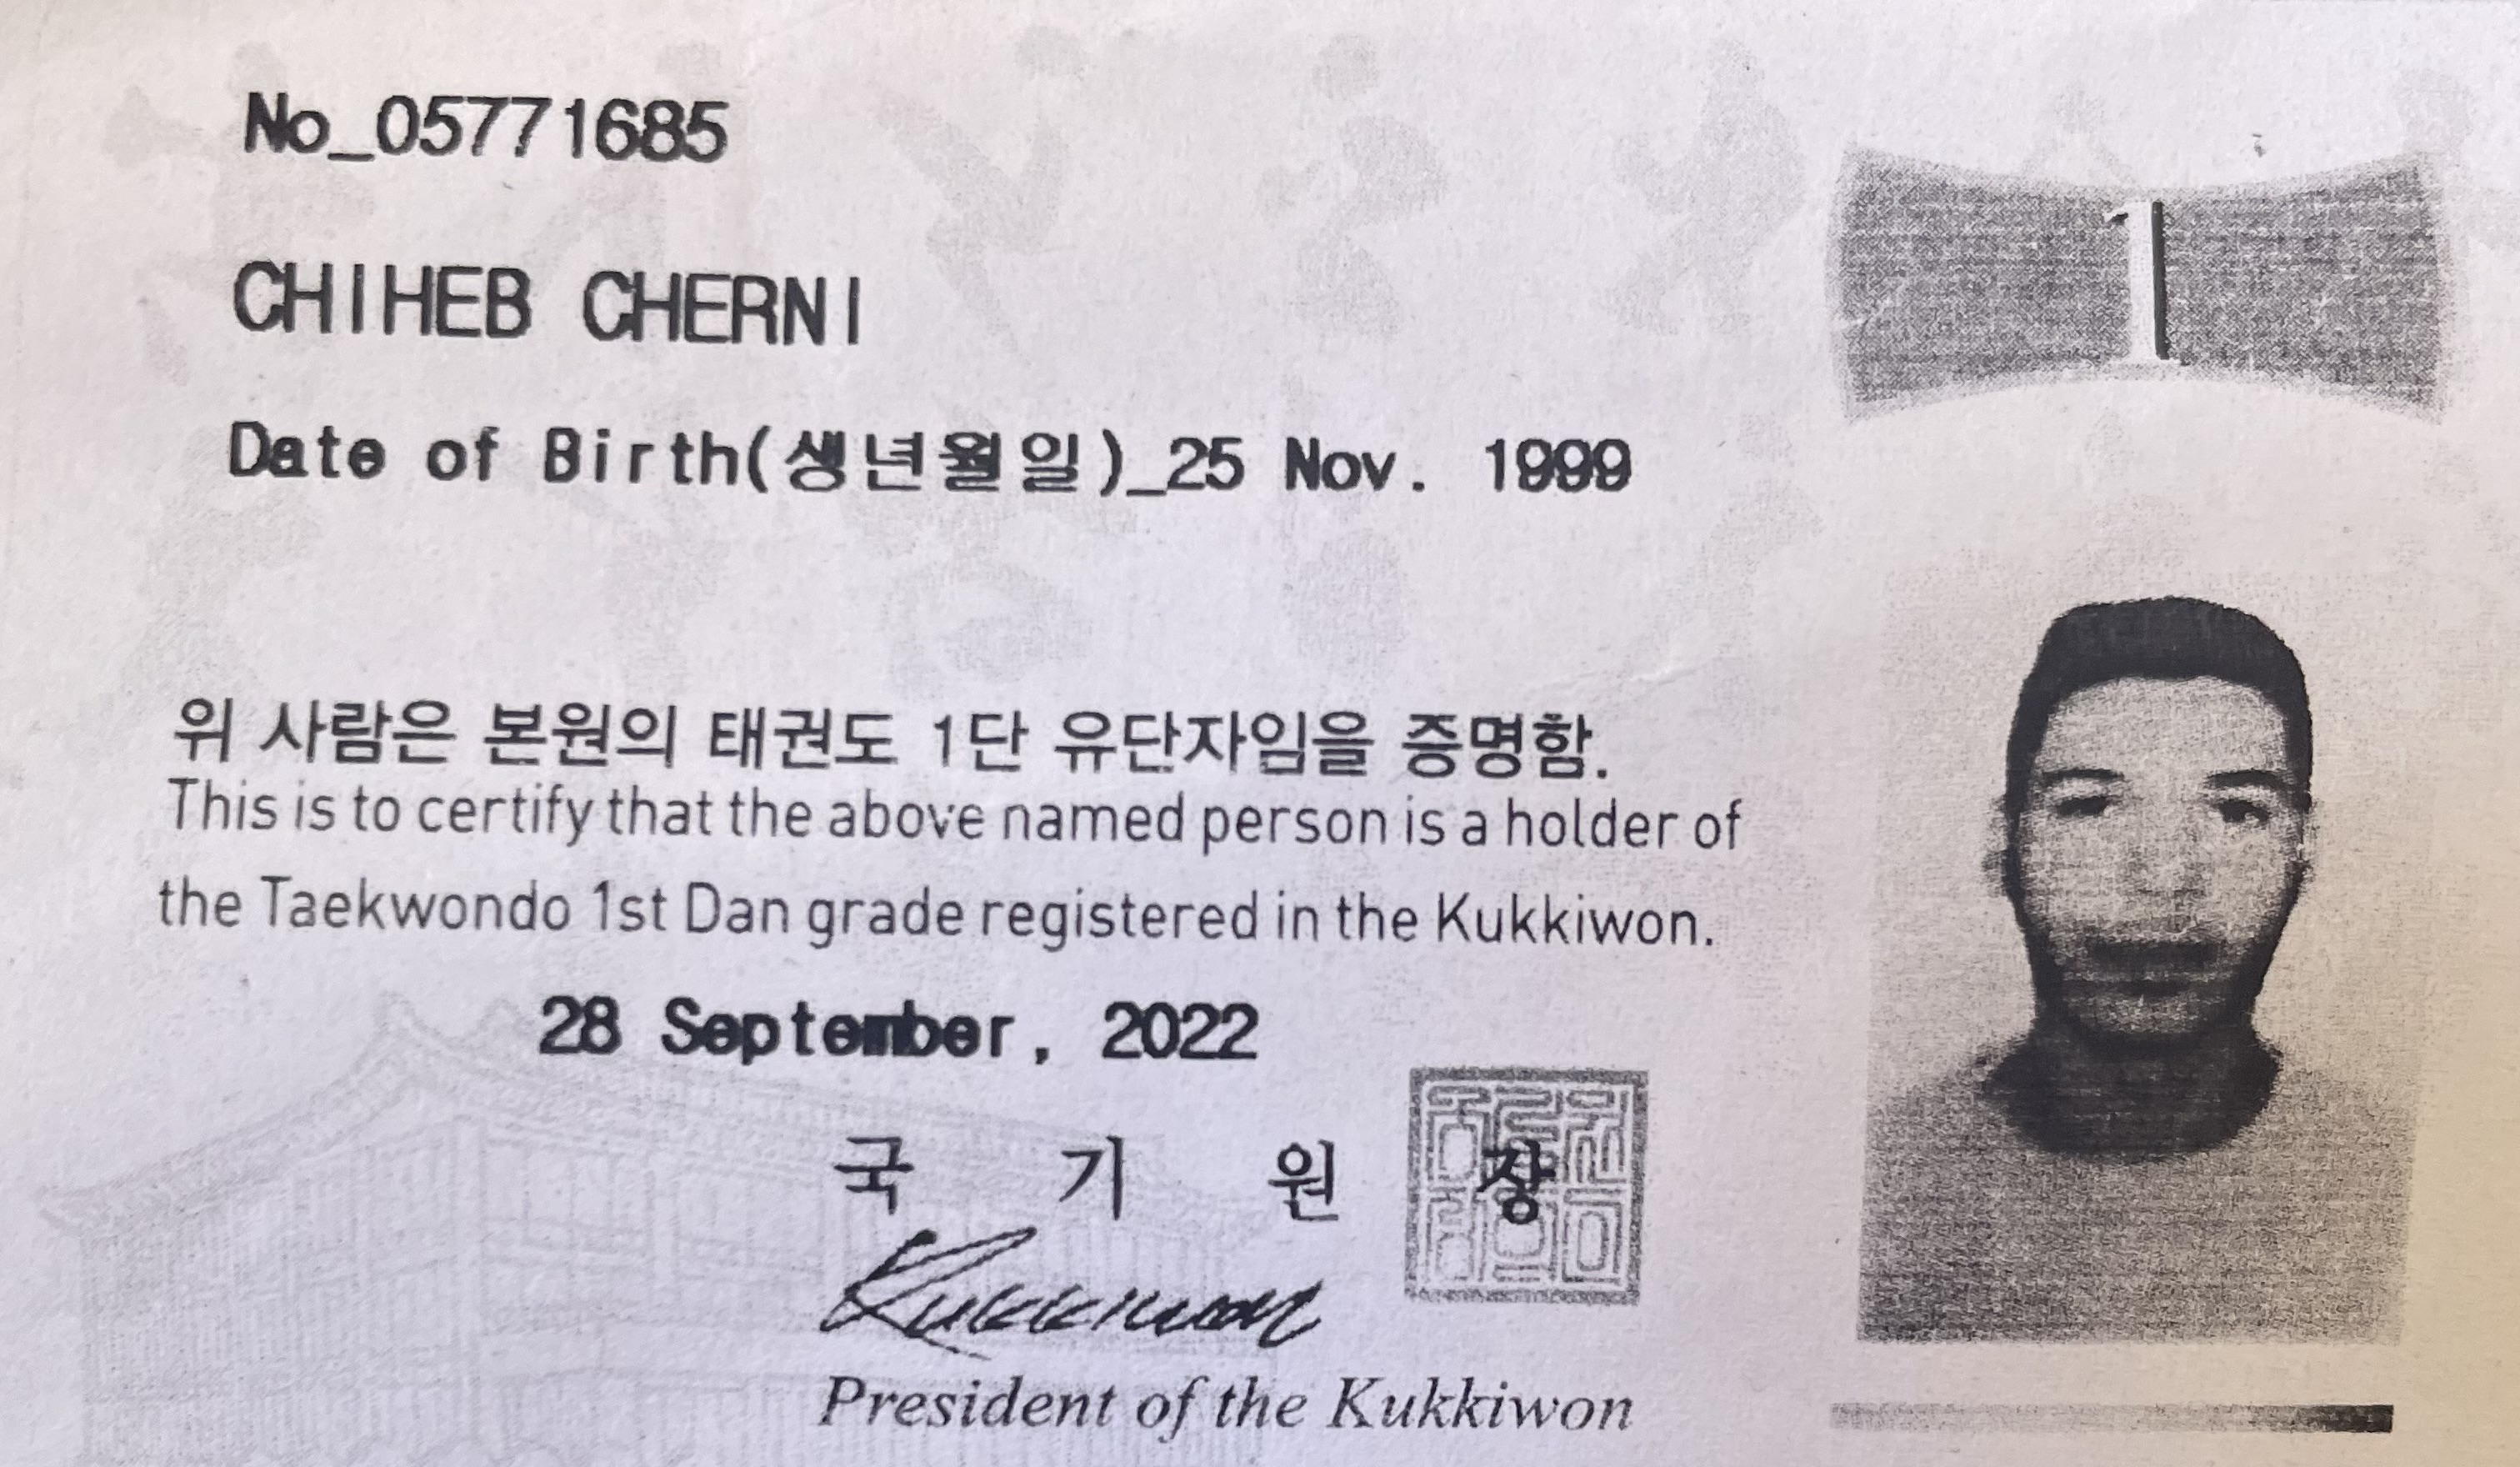 No_05771685
1
CHIHEB CHERNI
Date of Birth(생년월일)_25 Nov. 1999
위 사람은 본원의 태권도 1단 유단자임을 증명함.
This is to certify that the above named person is a holder of
the Taekwondo 1st Dan grade registered in the Kukkiwon.
28 September, 2022
국 기 원 장
Kukkiwon
President of the Kukkiwon